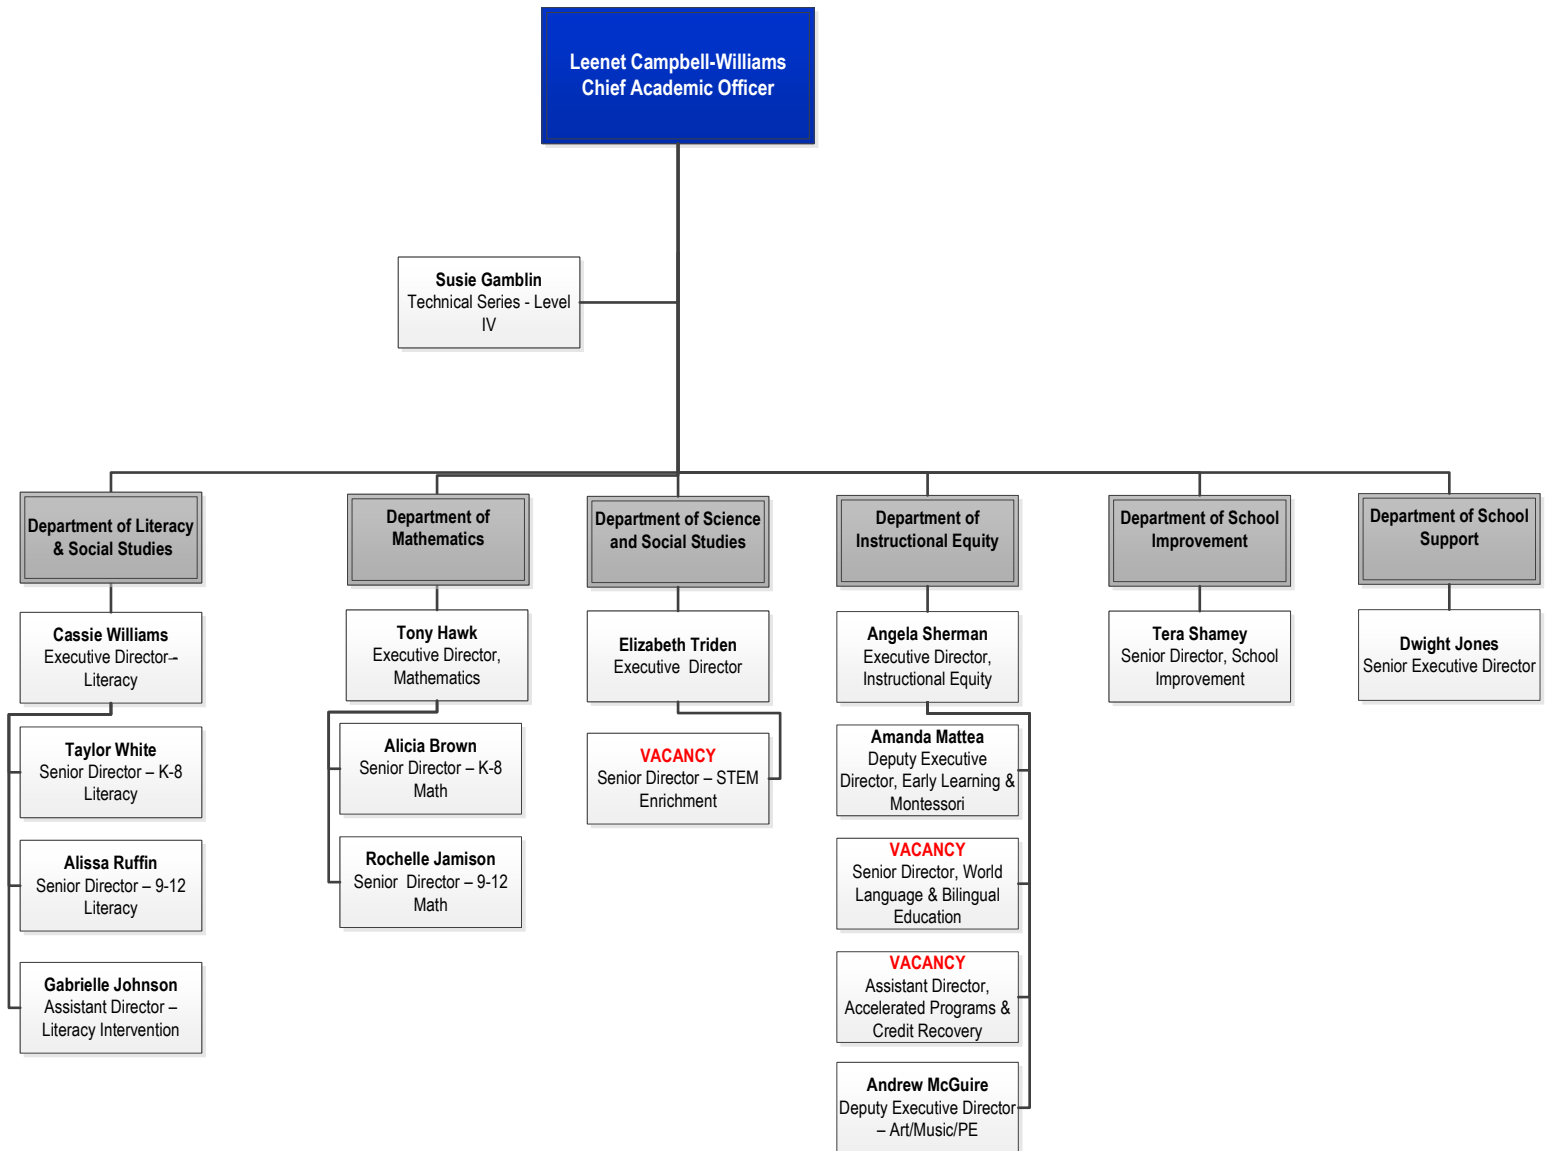 Leenet Campbell-Williams
Chief Academic Officer
Susie Gamblin
Technical Series - Level
IV
Department of Literacy
& Social Studies
Department of
Mathematics
Department of Science
and Social Studies
Department of
Instructional Equity
Department of School
Improvement
Department of School
Support
Cassie Williams
Executive Director–-
Literacy
Taylor White
Senior Director – K-8
Literacy
Alissa Ruffin
Senior Director – 9-12
Literacy
Gabrielle Johnson
Assistant Director –
Literacy Intervention
Tony Hawk
Executive Director,
Mathematics
Alicia Brown
Senior Director – K-8
Math
Rochelle Jamison
Senior  Director – 9-12
Math
Elizabeth Triden
Executive  Director
VACANCY
Senior Director – STEM
Enrichment
Angela Sherman
Executive Director,
Instructional Equity
Amanda Mattea
Deputy Executive
Director, Early Learning &
Montessori
VACANCY
Senior Director, World
Language & Bilingual
Education
VACANCY
Assistant Director,
Accelerated Programs &
Credit Recovery
Andrew McGuire
Deputy Executive Director
– Art/Music/PE
Tera Shamey
Senior Director, School
Improvement
Dwight Jones
Senior Executive Director